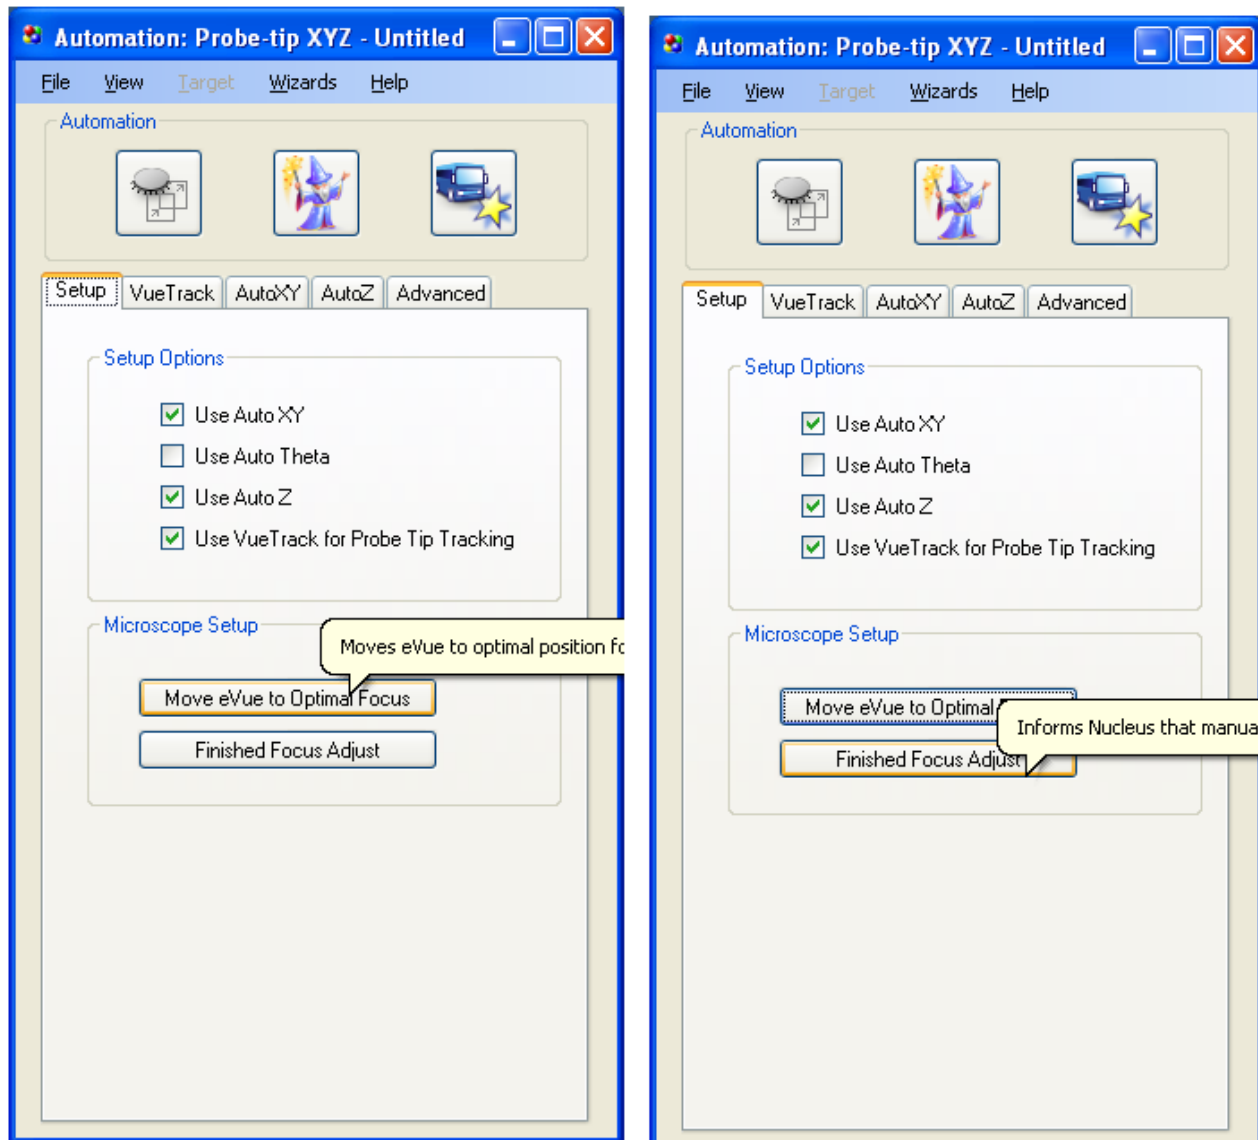 Automation: Probe-tip XYZ - Untitled
File View Target Wizards Help
Automation
Setup VueTrack AutoXY AutoZ Advanced
Setup Options
Use Auto XY
Use Auto Theta
Use Auto Z
Use VueTrack for Probe Tip Tracking
Microscope Setup
Moves eVue to optimal position fo
Move eVue to Optimal Focus
Finished Focus Adjust
Automation: Probe-tip XYZ - Untitled
File View Target Wizards Help
Automation
Setup VueTrack AutoXY AutoZ Advanced
Setup Options
Use Auto XY
Use Auto Theta
Use Auto Z
Use VueTrack for Probe Tip Tracking
Microscope Setup
Move eVue to Optimal
Informs Nucleus that manua
Finished Focus Adjust